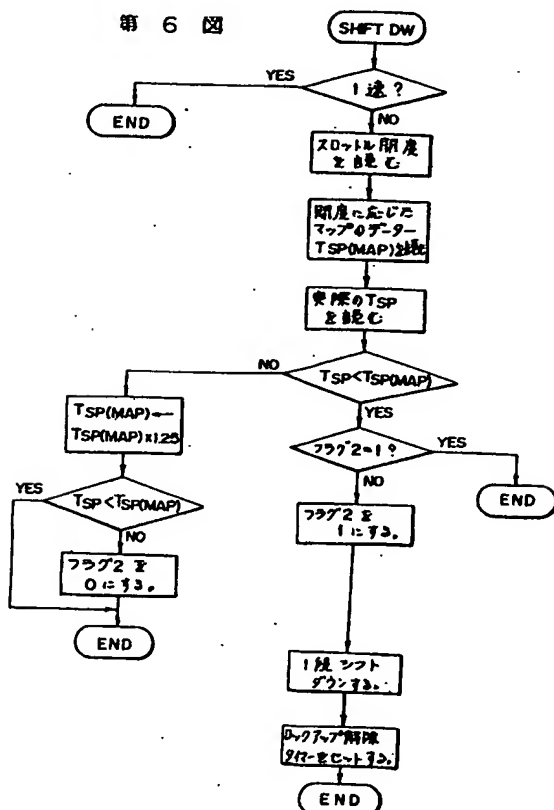 第 6 図
SHIFT DW
1 速 ?
YES
NO
END
スロットル開度
を読む
開度に応じた
マップのデーター
TSP(MAP)を読む
実際のTSP
を読む
TSP<TSP(MAP)
NO
YES
TSP(MAP)←
TSP(MAP)×1.25
TSP<TSP(MAP)
YES
NO
フラグ2 を
0 にする。
END
フラグ2=1 ?
YES
NO
END
フラグ2 を
1 にする。
1 段 シフト
ダウンする。
ロックアップ解除
タイマーをセットする。
END